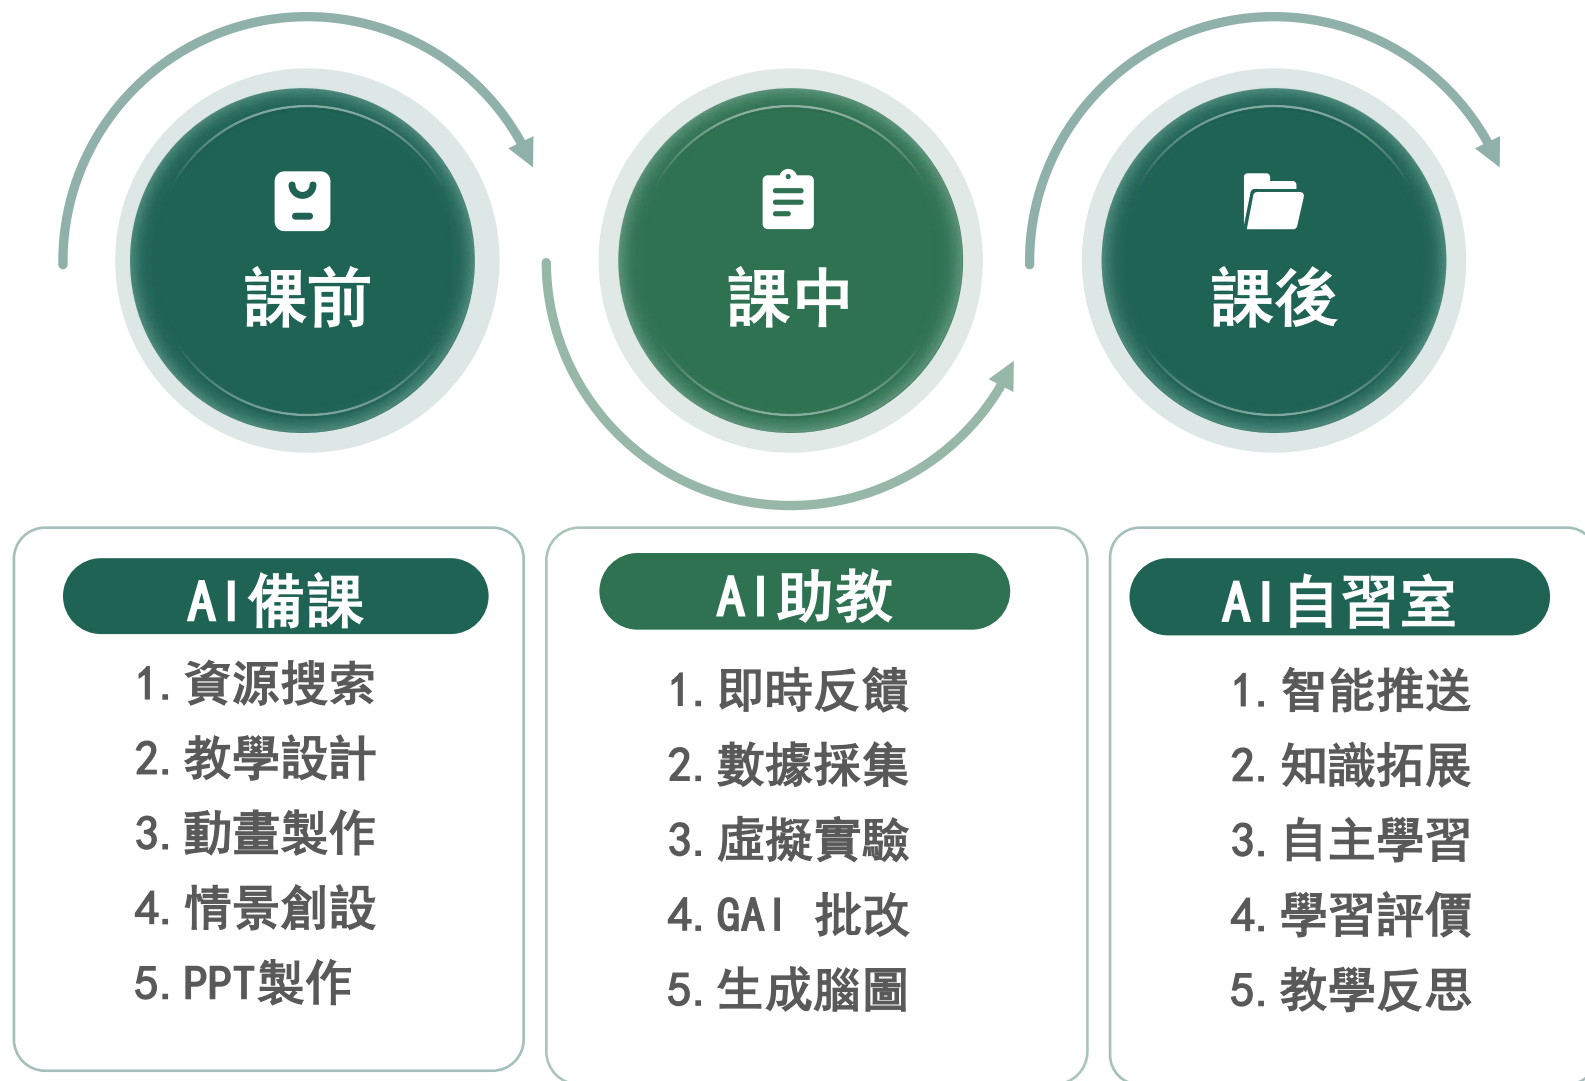 課前
課中
課後
AI備課
1.資源搜索
2.教學設計
3.動畫製作
4.情景創設
5.PPT製作
AI助教
1.即時反饋
2.數據採集
3.虛擬實驗
4.GAI 批改
5.生成腦圖
AI自習室
1.智能推送
2.知識拓展
3.自主學習
4.學習評價
5.教學反思